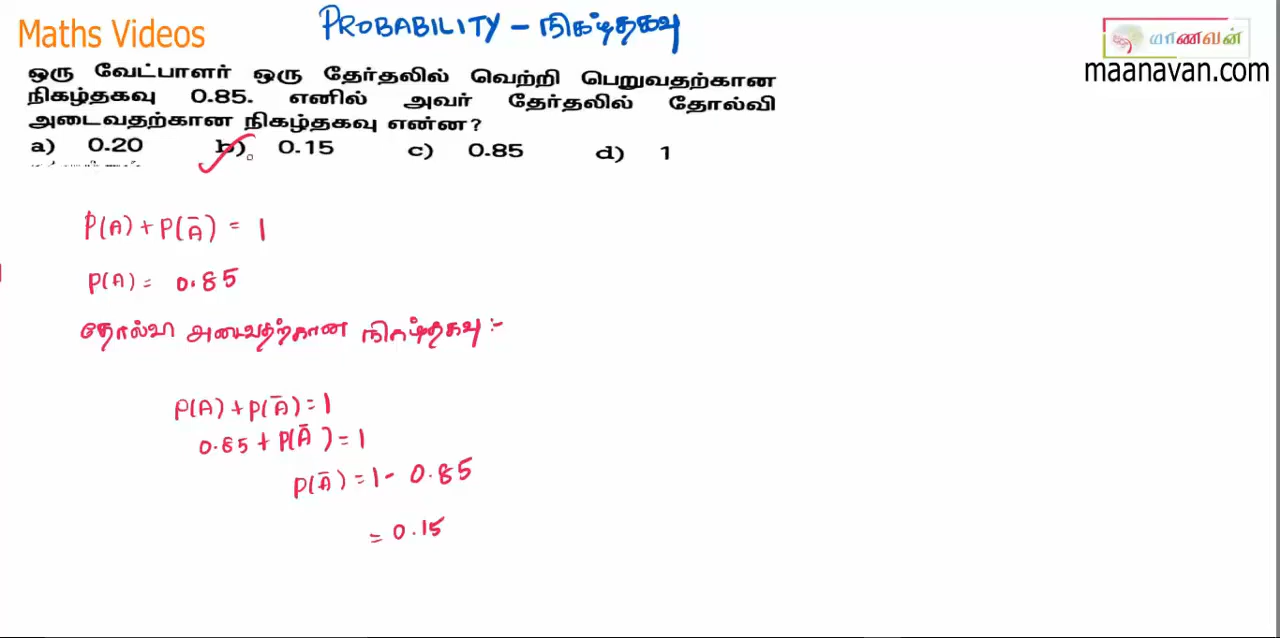 PROBABILITY - நிகழ்தகவு
Maths Videos
மாணவன்
maanavan.com
ஒரு வேட்பாளர் ஒரு தேர்தலில் வெற்றி பெறுவதற்கான
நிகழ்தகவு 0.85. எனில் அவர் தேர்தலில் தோல்வி
அடைவதற்கான நிகழ்தகவு என்ன?
a) 0.20 b) 0.15 c) 0.85 d) 1
P(A) + P(Ā) = 1
P(A) = 0.85
தோல்வி அடைவதற்கான நிகழ்தகவு :-
P(A) + P(Ā) = 1
0.85 + P(Ā) = 1
P(Ā) = 1 - 0.85
= 0.15